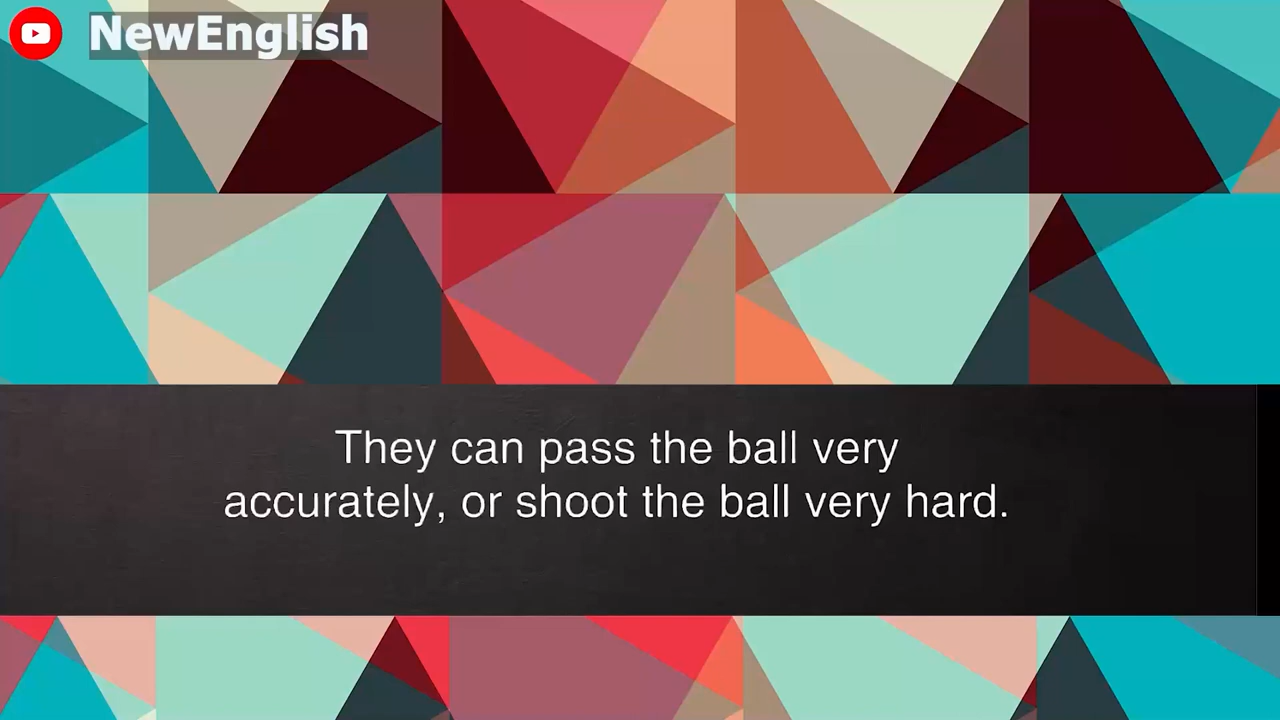 NewEnglish
They can pass the ball very
accurately, or shoot the ball very hard.